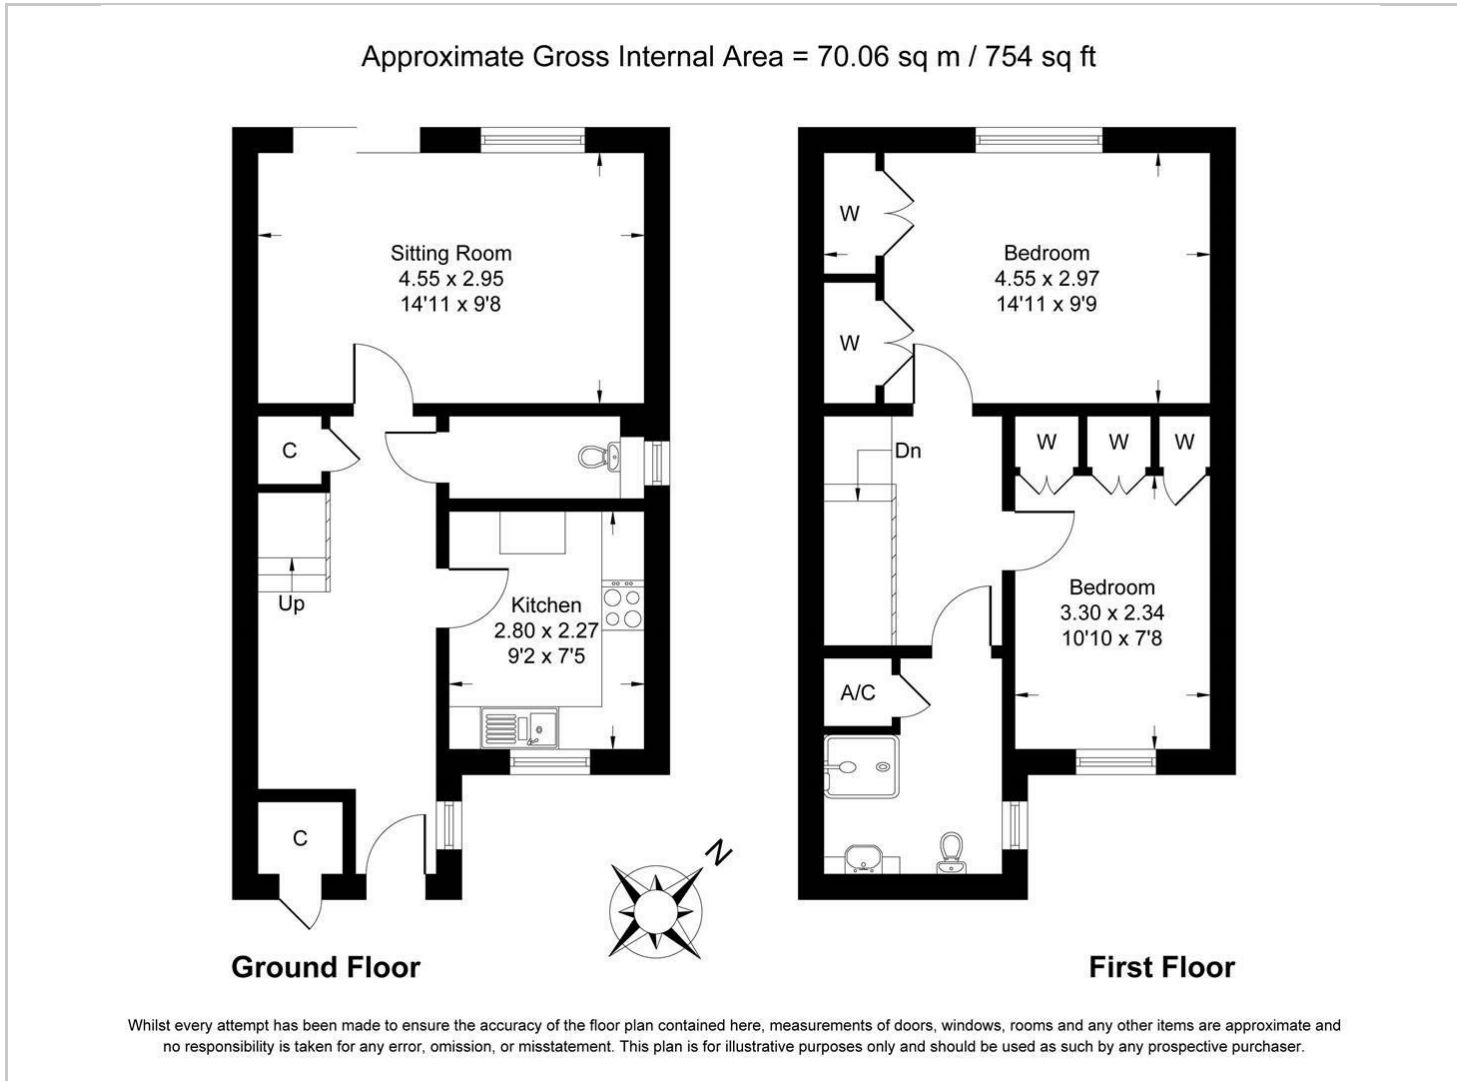 Approximate Gross Internal Area = 70.06 sq m / 754 sq ft
Sitting Room
4.55 x 2.95
14'11 x 9'8
C
Up
Kitchen
2.80 x 2.27
9'2 x 7'5
C
W
W
Bedroom
4.55 x 2.97
14'11 x 9'9
Dn
W
W
W
Bedroom
3.30 x 2.34
10'10 x 7'8
A/C
N
Ground Floor
First Floor
Whilst every attempt has been made to ensure the accuracy of the floor plan contained here, measurements of doors, windows, rooms and any other items are approximate and
no responsibility is taken for any error, omission, or misstatement. This plan is for illustrative purposes only and should be used as such by any prospective purchaser.